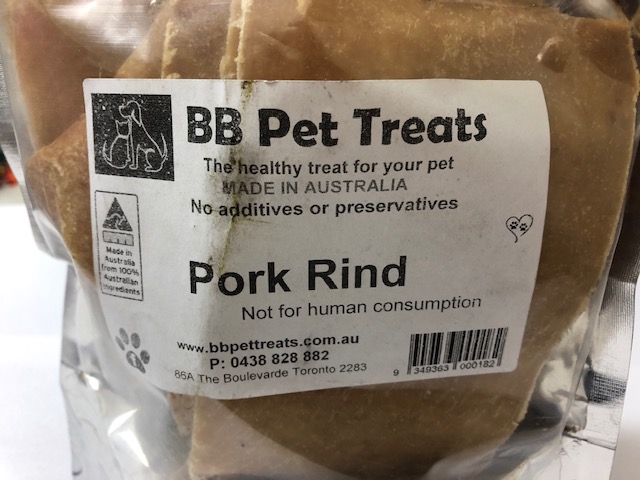 BB Pet Treats
The healthy treat for your pet
MADE IN AUSTRALIA
No additives or preservatives
Made in
Australia
from 100%
Australian
ingredients
Pork Rind
Not for human consumption
www.bbpettreats.com.au
P: 0438 828 882
86A The Boulevarde Toronto 2283
9 349363 000182